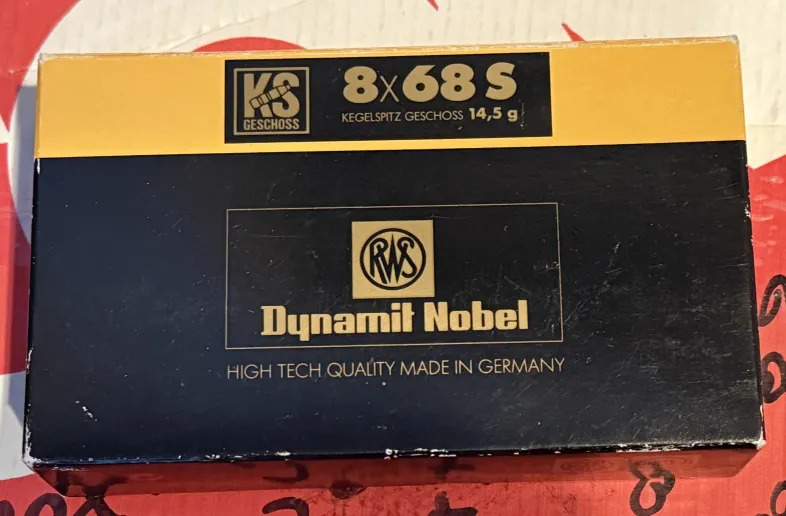 KS
GESCHOSS
8x68 S
KEGELSPITZ GESCHOSS 14,5 g
RWS
Dynamit Nobel
HIGH TECH QUALITY MADE IN GERMANY